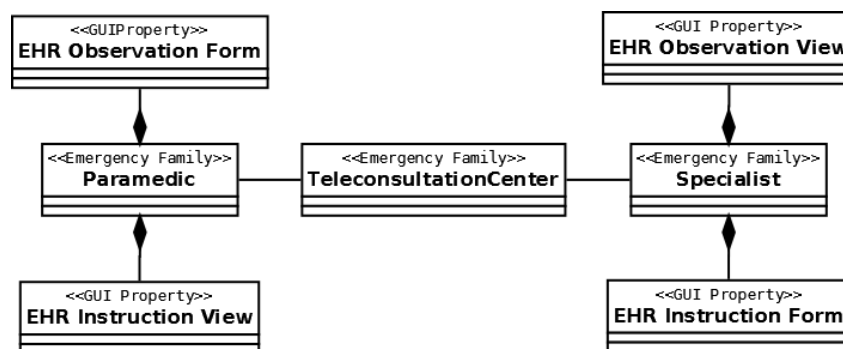 <<GUIProperty>>
EHR Observation Form
<<GUI Property>>
EHR Observation View
<<Emergency Family>>
Paramedic
<<Emergency Family>>
TeleconsultationCenter
<<Emergency Family>>
Specialist
<<GUI Property>>
EHR Instruction View
<<GUI Property>>
EHR Instruction Form